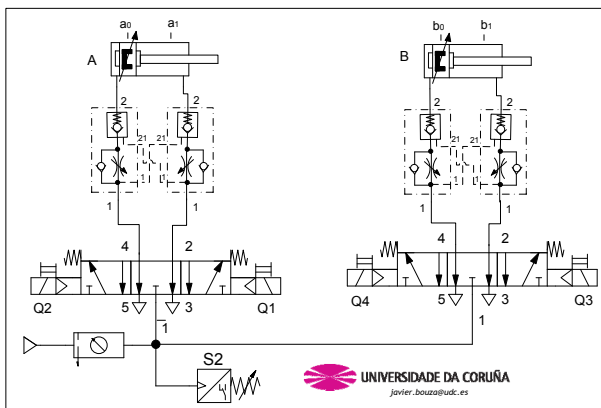 a0 a1
b0 b1
A
B
2 2
2 2
21 21
21 21
1 1
1 1
1 1
1 1
4 2
4 2
Q2 5 3 Q1
Q4 5 3 Q3
1
1
S2
UNIVERSIDADE DA CORUÑA
javier.bouza@udc.es